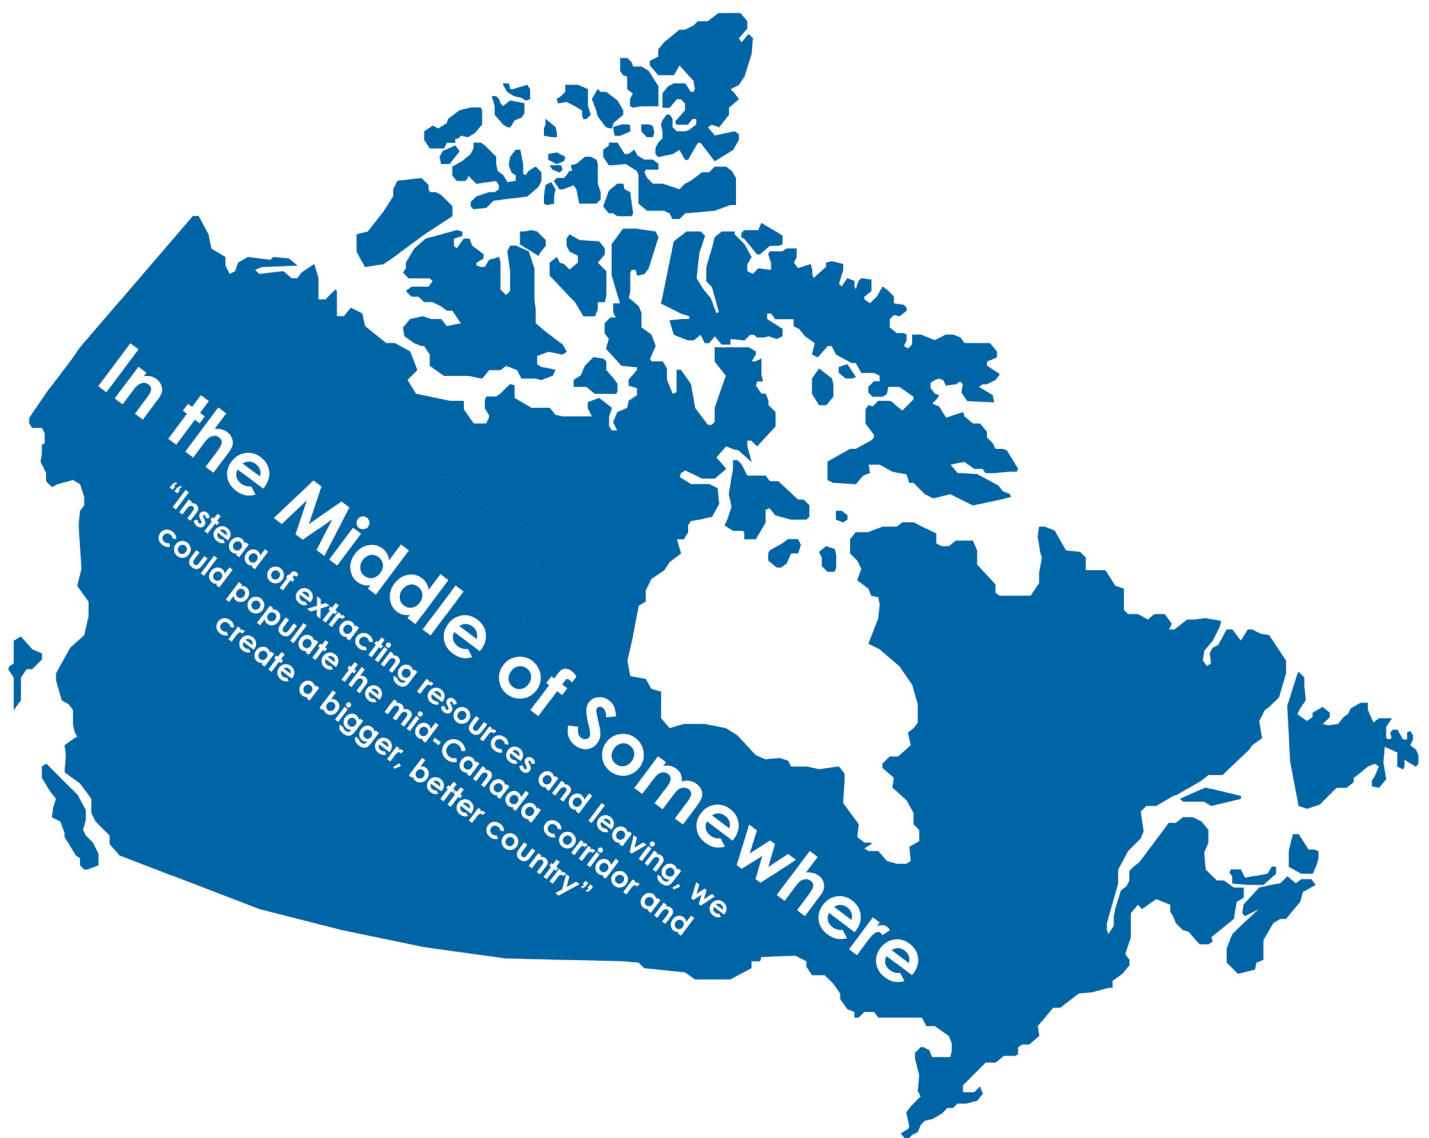 In the Middle of Somewhere
“Instead of extracting resources and leaving, we
could populate the mid-Canada corridor and
create a bigger, better country”